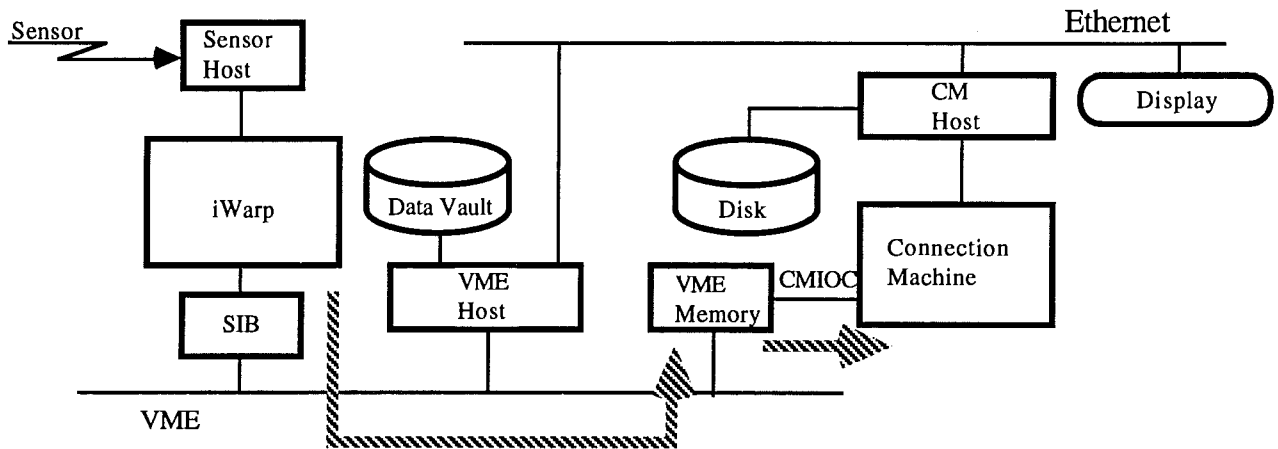 Ethernet
Sensor
Sensor
Host
CM
Host
Display
iWarp
Data Vault
Disk
Connection
Machine
VME
Host
VME
Memory
CMIOC
SIB
VME